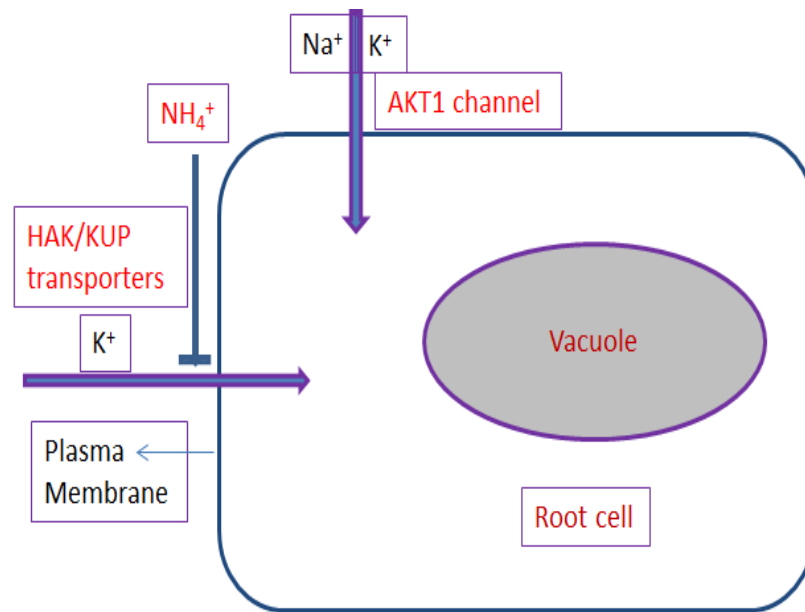 Na⁺ K⁺
AKT1 channel
NH₄⁺
HAK/KUP
transporters
K⁺
Vacuole
Plasma
Membrane
Root cell